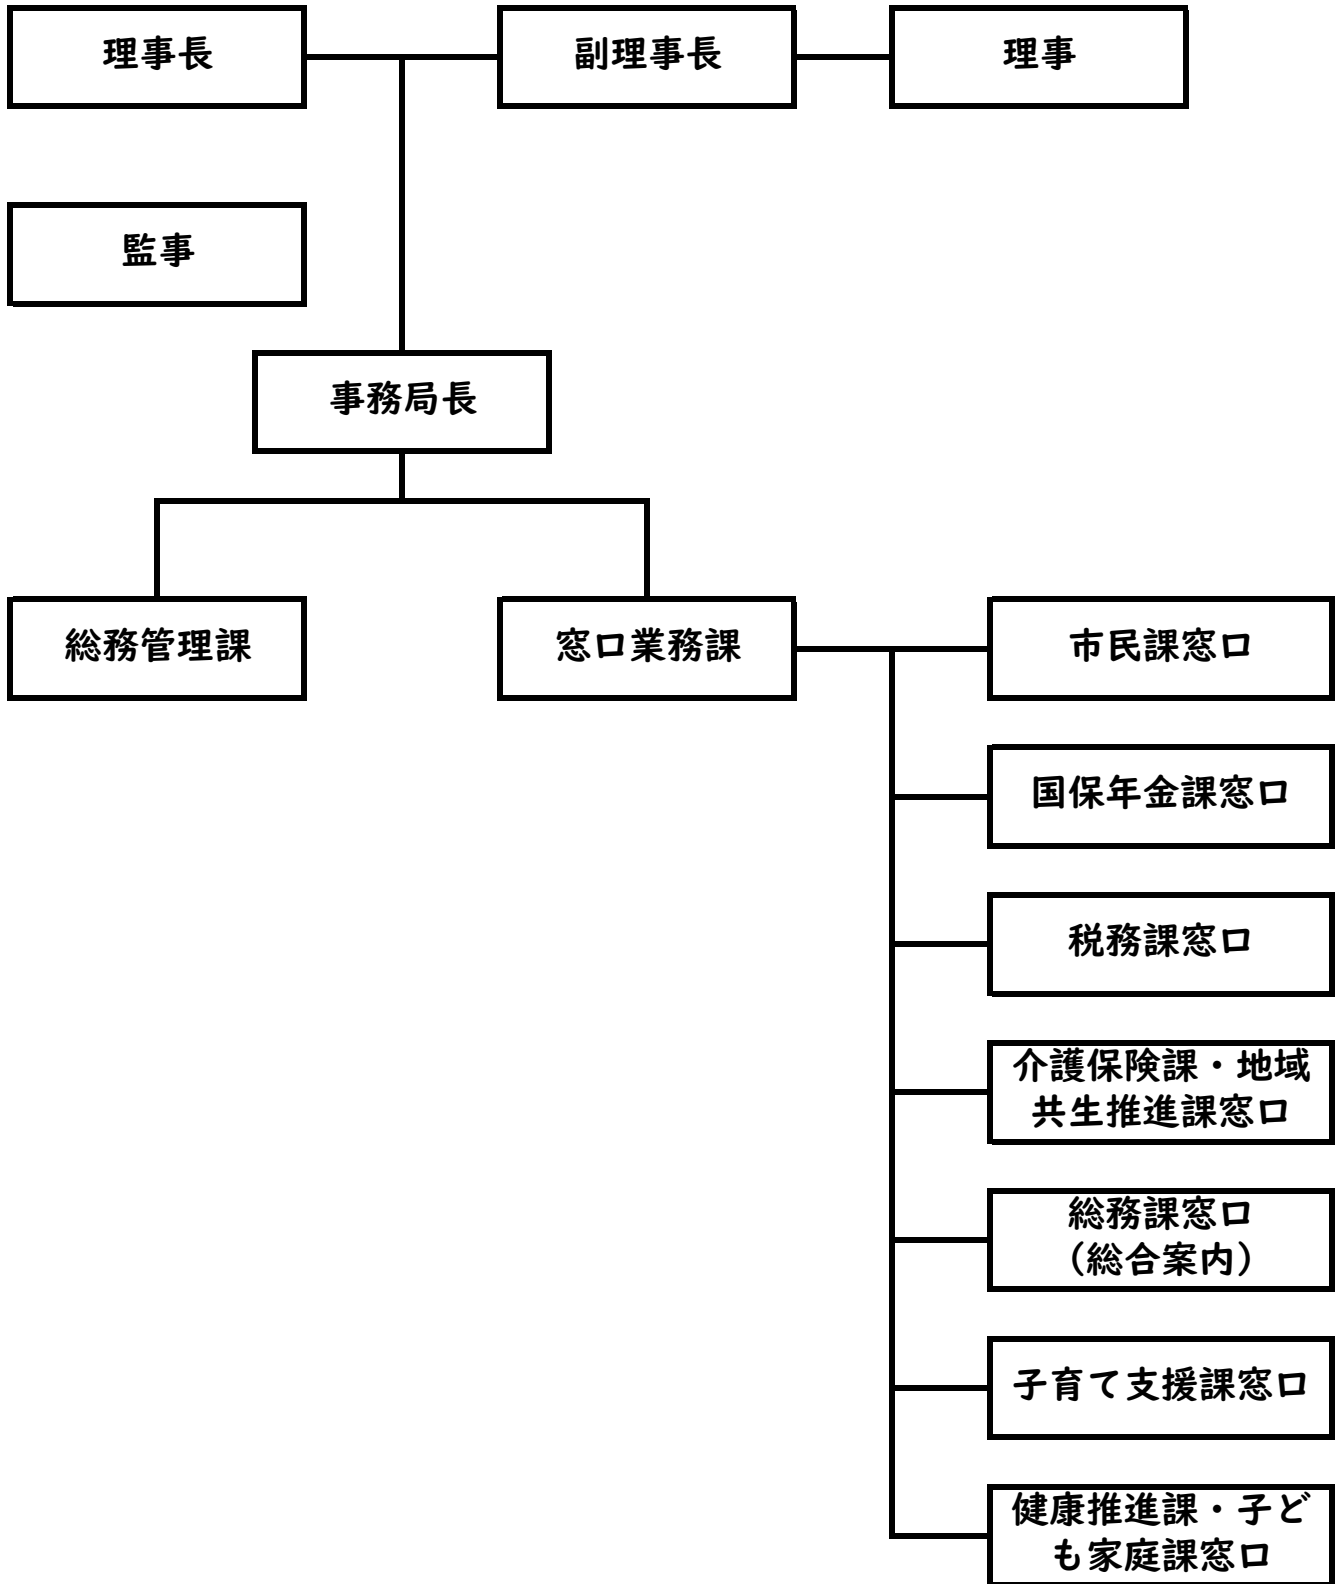 理事長
副理事長
理事
監事
事務局長
総務管理課
窓口業務課
市民課窓口
国保年金課窓口
税務課窓口
介護保険課・地域
共生推進課窓口
総務課窓口
（総合案内）
子育て支援課窓口
健康推進課・子ど
も家庭課窓口